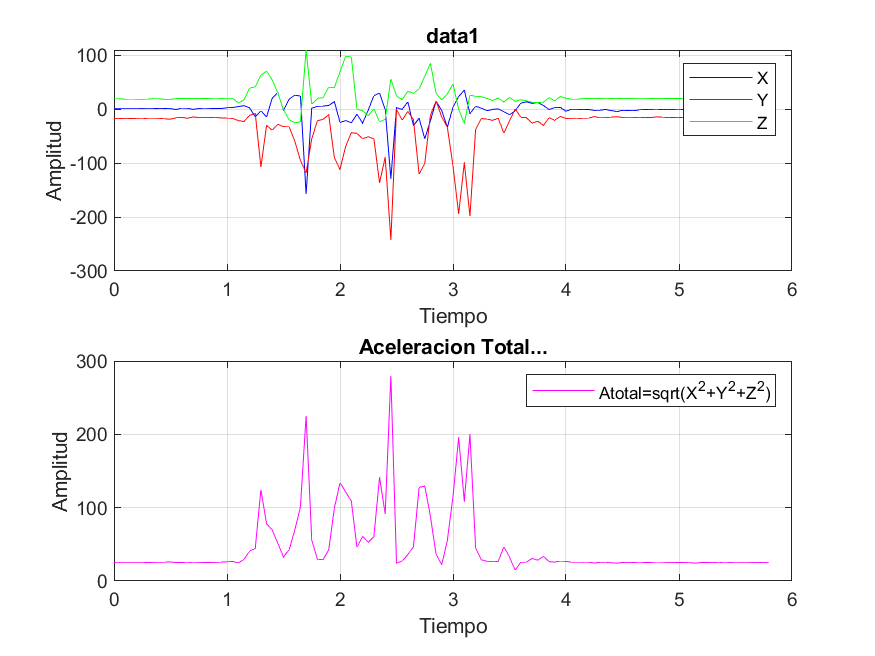 data1
100
0
-100
-200
-300
Amplitud
X
Y
Z
0 1 2 3 4 5 6
Tiempo
Aceleracion Total...
300
200
100
0
Amplitud
Atotal=sqrt(X²+Y²+Z²)
0 1 2 3 4 5 6
Tiempo